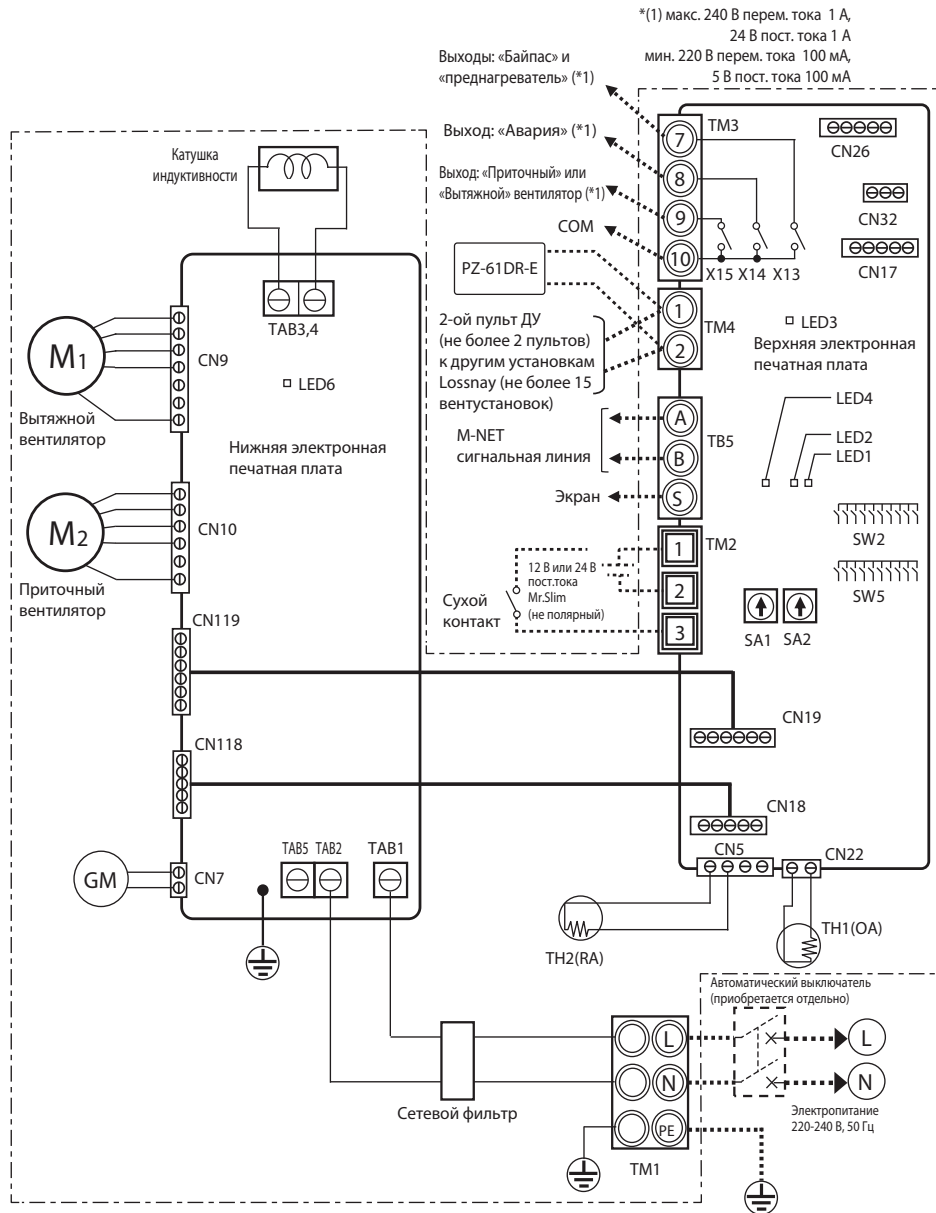 *(1) макс. 240 В перем. тока 1 А,
24 В пост. тока 1 А
мин. 220 В перем. тока 100 мА,
5 В пост. тока 100 мА
Выходы: «Байпас» и
«преднагреватель» (*1)
Выход: «Авария» (*1)
Выход: «Приточный» или
«Вытяжной» вентилятор (*1)
COM
PZ-61DR-E
2-ой пульт ДУ
(не более 2 пультов)
к другим установкам
Lossnay (не более 15
вентустановок)
M-NET
сигнальная линия
Экран
12 В или 24 В
пост.тока
Mr.Slim
(не полярный)
Сухой
контакт
7
8
9
10
TM3
X15 X14 X13
1
2
TM4
A
B
S
TB5
1
2
3
TM2
CN26
CN32
CN17
LED3
Верхняя электронная
печатная плата
LED4
LED2
LED1
SW2
SW5
SA1 SA2
CN19
CN18
CN5
CN22
TH2(RA)
TH1(OA)
Катушка
индуктивности
TAB3,4
M1
Вытяжной
вентилятор
CN9
LED6
Нижняя электронная
печатная плата
M2
Приточный
вентилятор
CN10
CN119
CN118
GM
CN7
TAB5 TAB2 TAB1
Сетевой фильтр
L
N
PE
TM1
Автоматический выключатель
(приобретается отдельно)
L
N
Электропитание
220-240 В, 50 Гц